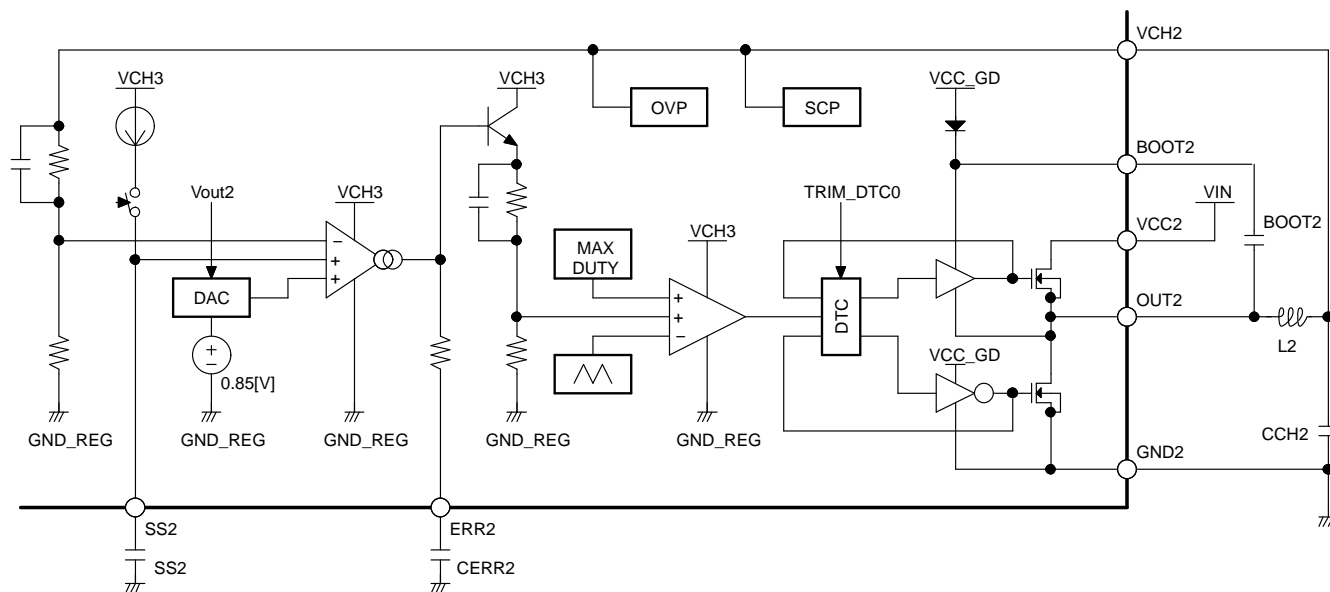 VCH2
VCH3
VCH3
VCC_GD
OVP
SCP
BOOT2
Vout2
VCH3
TRIM_DTC0
VIN
VCC2
BOOT2
MAX
DUTY
VCH3
−
+
+
DAC
+
+
−
DTC
OUT2
L2
+
−
0.85[V]
VCC_GD
GND_REG
GND_REG
GND_REG
GND_REG
GND_REG
CCH2
GND2
SS2
ERR2
SS2
CERR2